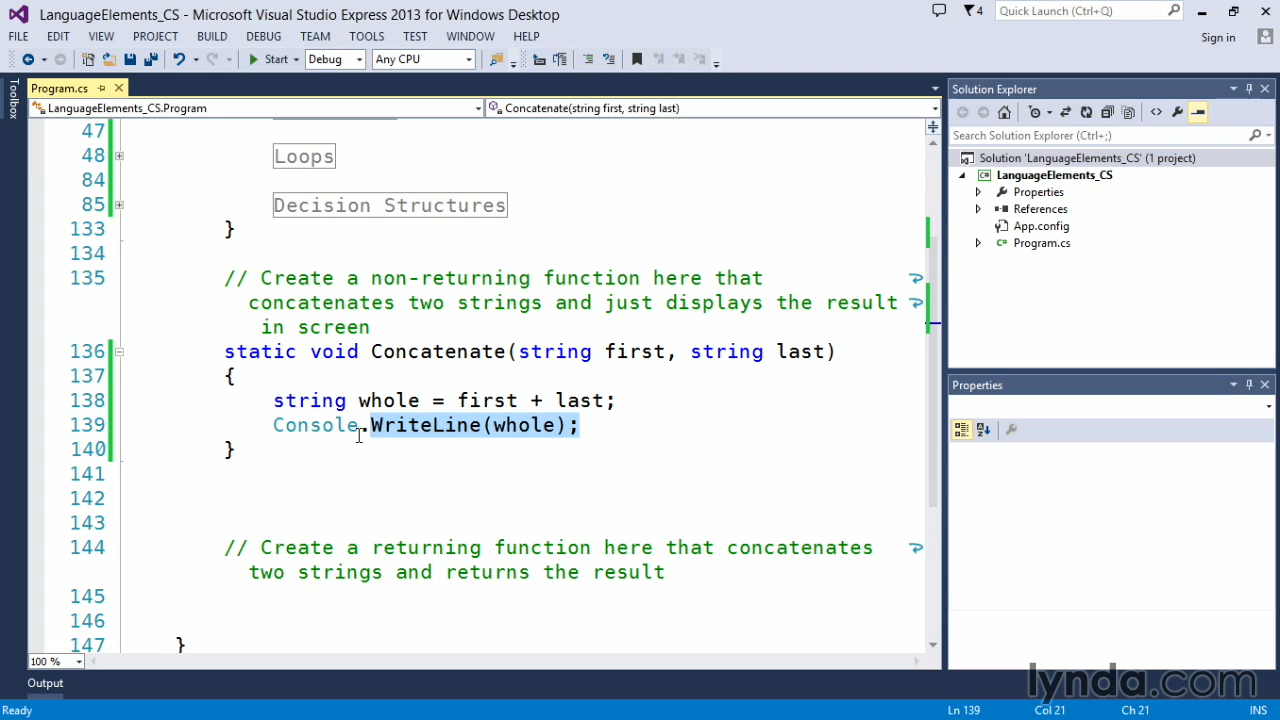 LanguageElements_CS - Microsoft Visual Studio Express 2013 for Windows Desktop
4
Quick Launch (Ctrl+Q)
FILE EDIT VIEW PROJECT BUILD DEBUG TEAM TOOLS TEST WINDOW HELP
Sign in
Start Debug Any CPU
Toolbox
Program.cs
LanguageElements_CS.Program
Concatenate(string first, string last)
47
48 Loops
84
85 Decision Structures
133 }
134
135 // Create a non-returning function here that
concatenates two strings and just displays the result
in screen
136 static void Concatenate(string first, string last)
137 {
138 string whole = first + last;
139 Console.WriteLine(whole);
140 }
141
142
143
144 // Create a returning function here that concatenates
two strings and returns the result
145
146
147 }
100 %
Solution Explorer
Search Solution Explorer (Ctrl+;)
Solution 'LanguageElements_CS' (1 project)
LanguageElements_CS
Properties
References
App.config
Program.cs
Properties
Output
lynda.com
Ready
Ln 139 Col 21 Ch 21 INS